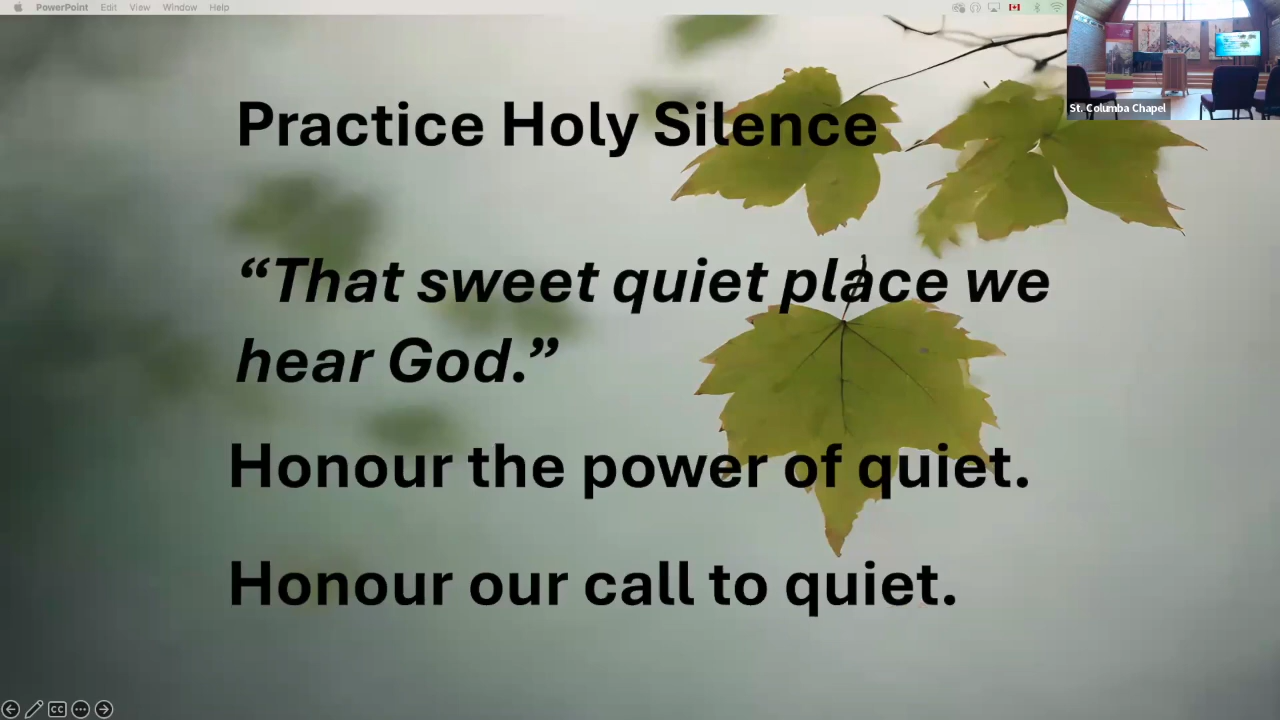 PowerPoint Edit View Window Help
St. Columba Chapel
Practice Holy Silence
“That sweet quiet place we
hear God.”
Honour the power of quiet.
Honour our call to quiet.
CC